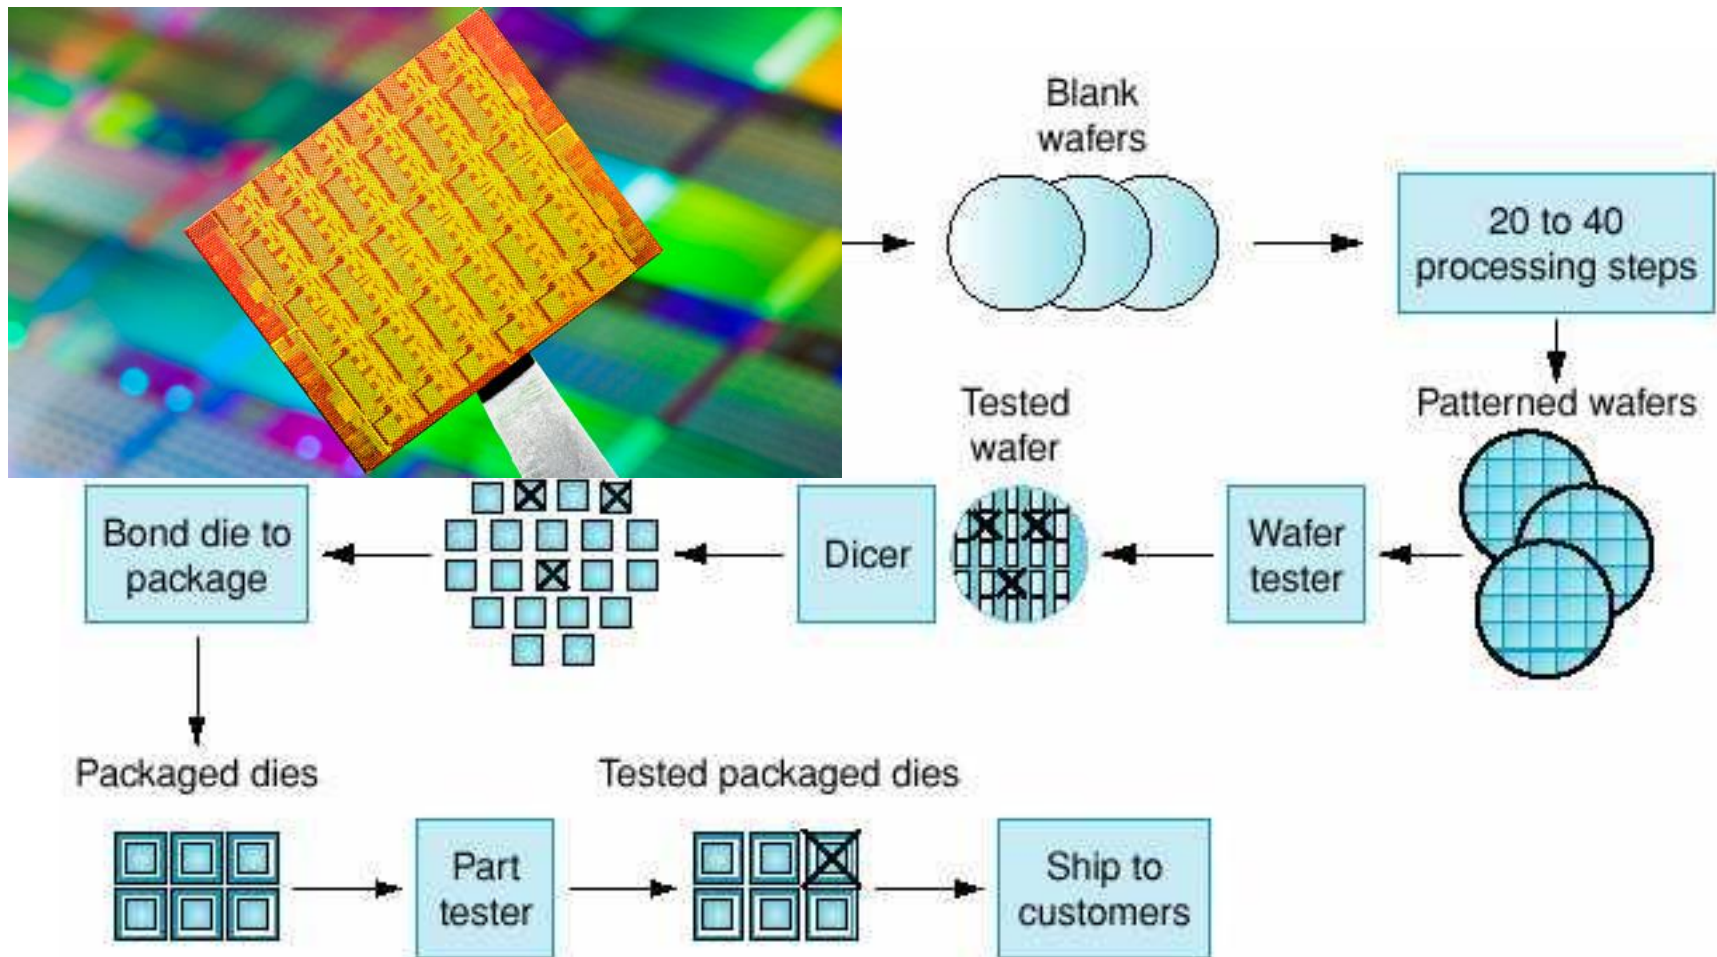 Blank
wafers
20 to 40
processing steps
Patterned wafers
Tested
wafer
Bond die to
package
Dicer
Wafer
tester
Packaged dies
Tested packaged dies
Part
tester
Ship to
customers